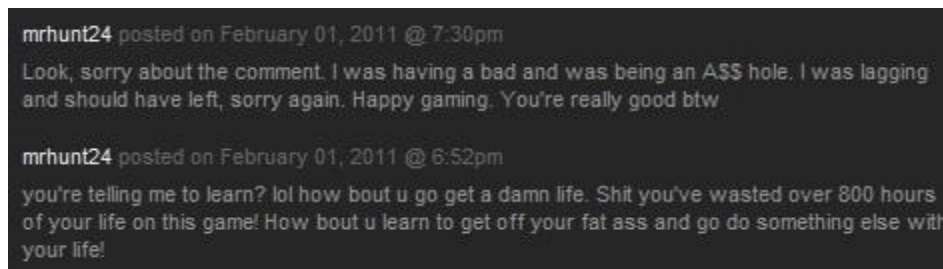 mrhunt24 posted on February 01, 2011 @ 7:30pm
Look, sorry about the comment. I was having a bad and was being an A$$ hole. I was lagging
and should have left, sorry again. Happy gaming. You're really good btw
mrhunt24 posted on February 01, 2011 @ 6:52pm
you're telling me to learn? lol how bout u go get a damn life. Shit you've wasted over 800 hours
of your life on this game! How bout u learn to get off your fat ass and go do something else with
your life!